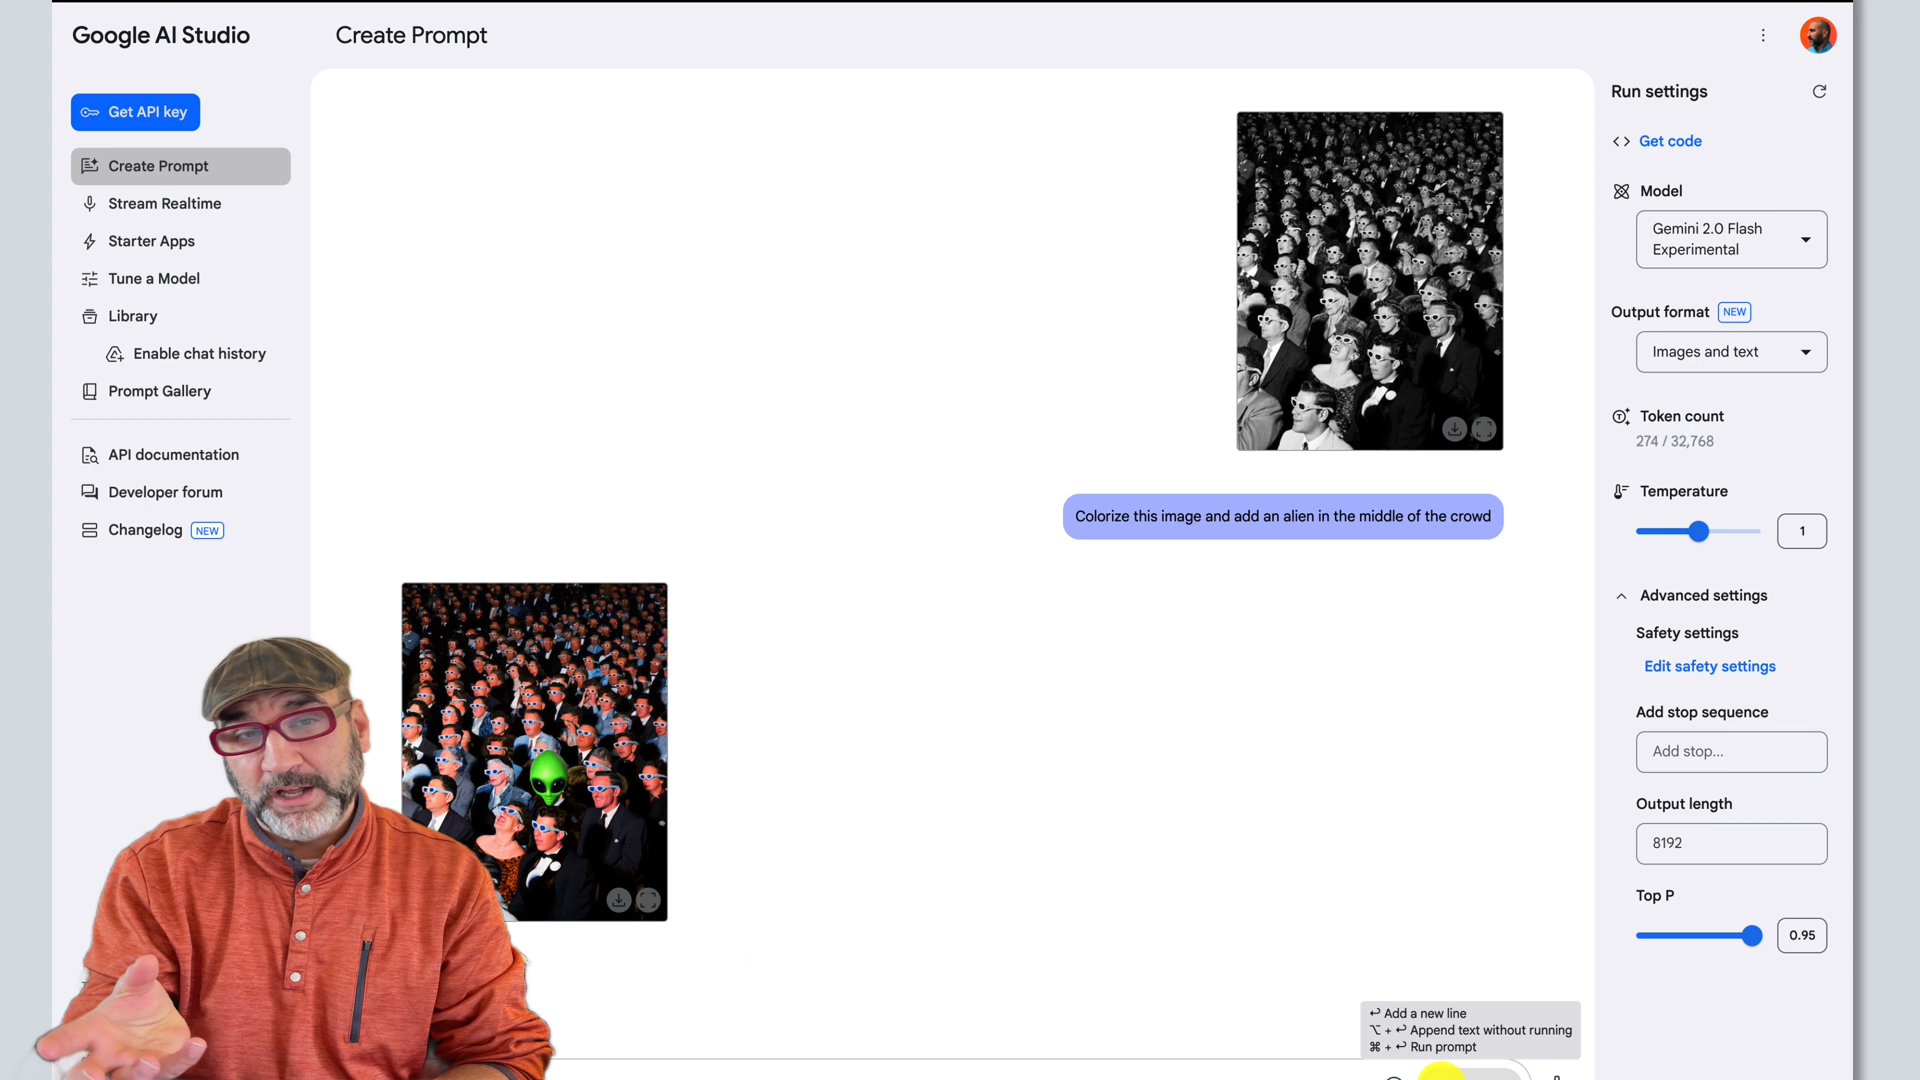 Google AI Studio
Create Prompt
Get API key
Create Prompt
Stream Realtime
Starter Apps
Tune a Model
Library
Enable chat history
Prompt Gallery
API documentation
Developer forum
Changelog NEW
Colorize this image and add an alien in the middle of the crowd
↩ Add a new line
⌥ + ↩ Append text without running
⌘ + ↩ Run prompt
Run settings
Get code
Model
Gemini 2.0 Flash
Experimental
Output format NEW
Images and text
Token count
274 / 32,768
Temperature
1
Advanced settings
Safety settings
Edit safety settings
Add stop sequence
Add stop...
Output length
8192
Top P
0.95